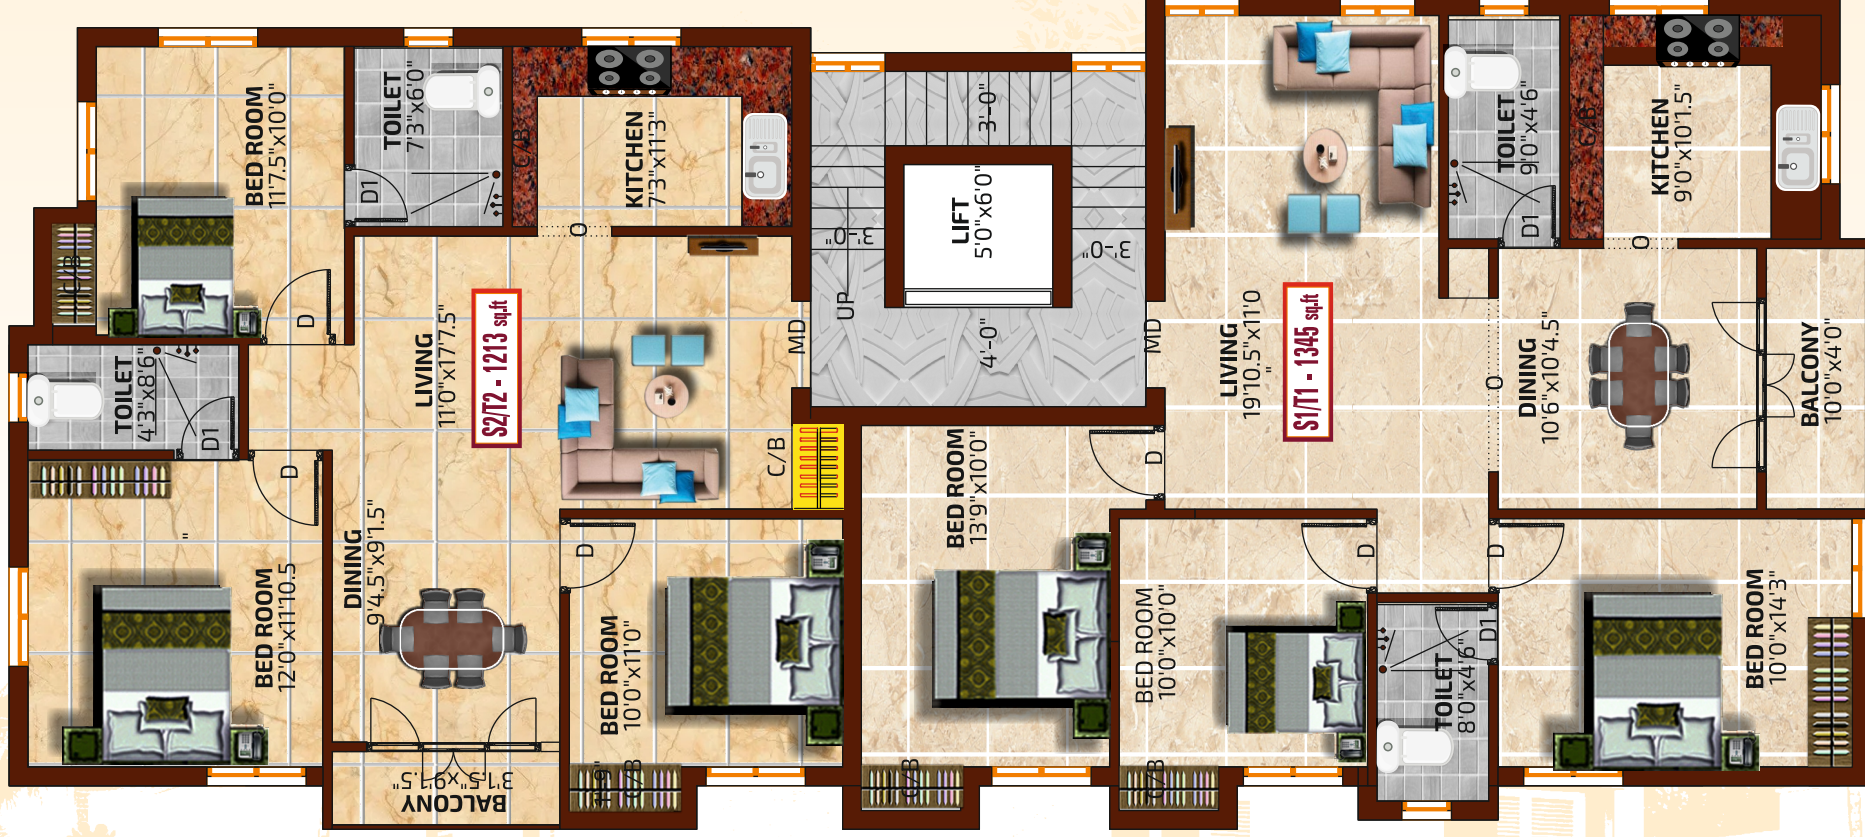 BED ROOM
11'7.5"x10'0"
TOILET
7'3"x6'0"
D1
C/B
KITCHEN
7'3"x11'3"
O
C/B
D
TOILET
4'3"x8'6"
D1
D
LIVING
11'0"x17'7.5"
S2/T2 - 1213 sq.ft
MD
C/B
"
BED ROOM
12'0"x11'10.5
DINING
9'4.5"x9'1.5"
D
BED ROOM
10'0"x11'0"
BALCONY
3'1.5"x9'1.5"
C/B
3'-0"
LIFT
5'0"x6'0"
3'-0"
3'-0"
UP
4'-0"
MD
LIVING
19'10.5"x11'0
"
S1/T1 - 1345 sq.ft
TOILET
9'0"x4'6"
D1
C/B
KITCHEN
9'0"x10'1.5"
O
O
DINING
10'6"x10'4.5"
BALCONY
10'0"x4'0"
BED ROOM
13'9"x10'0"
D
C/B
BED ROOM
10'0"x10'0"
D
C/B
D
D1
TOILET
8'0"x4'6"
BED ROOM
10'0"x14'3"